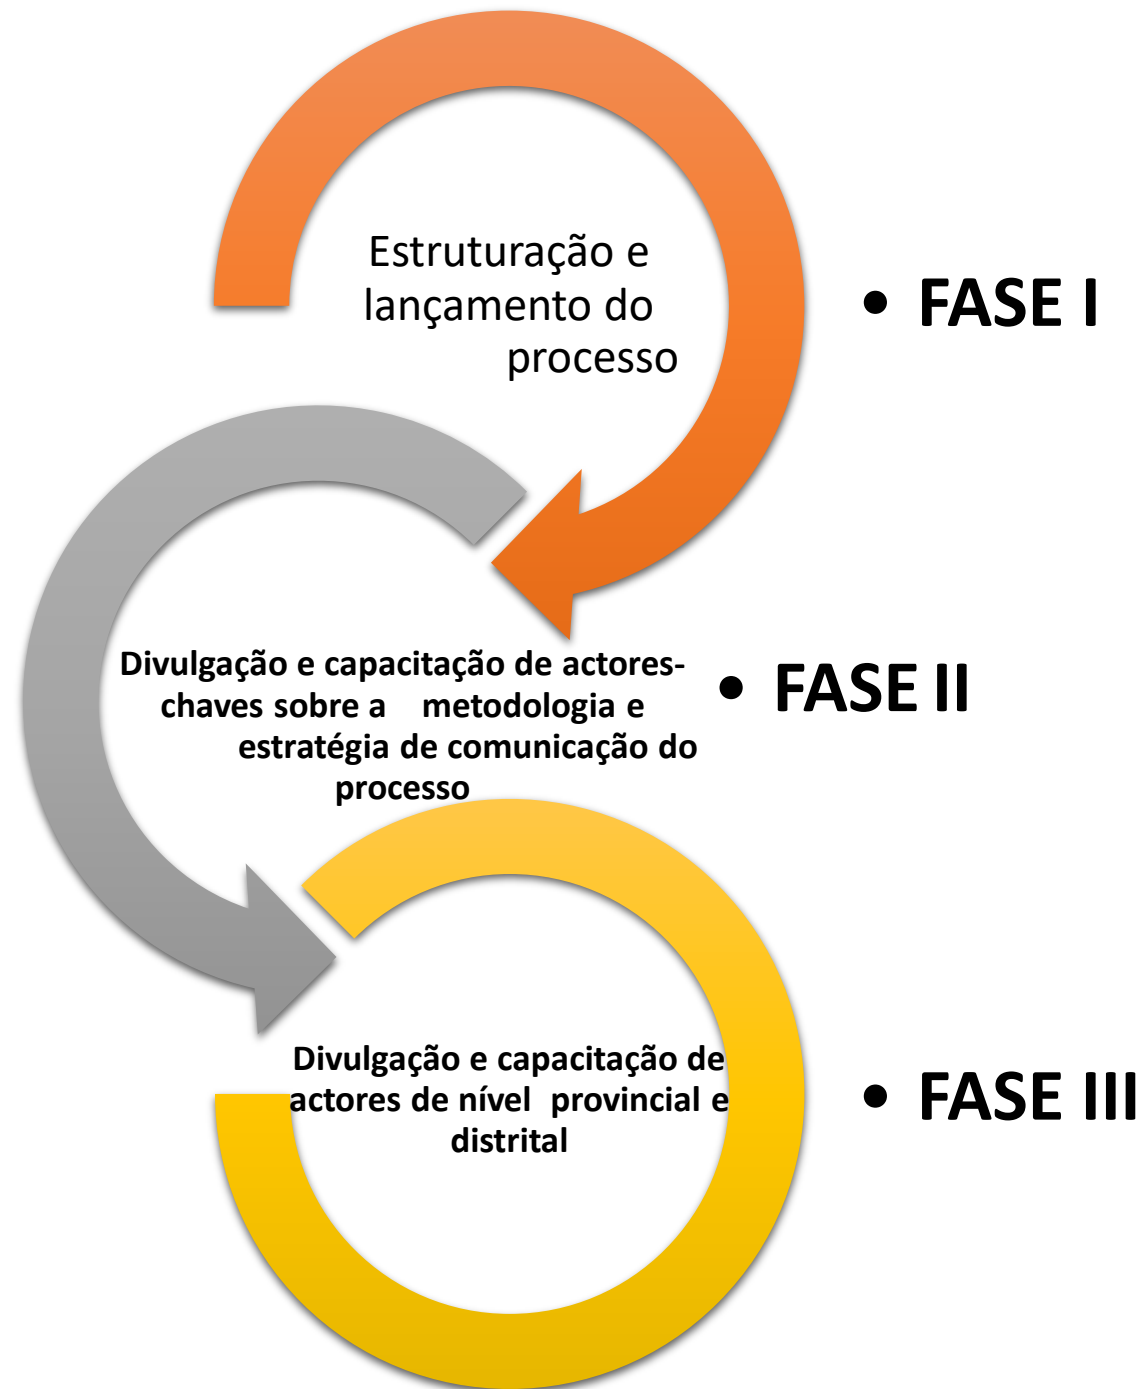 Estruturação e
lançamento do
processo
• FASE I
Divulgação e capacitação de actores-
chaves sobre a metodologia e
estratégia de comunicação do
processo
• FASE II
Divulgação e capacitação de
actores de nível provincial e
distrital
• FASE III